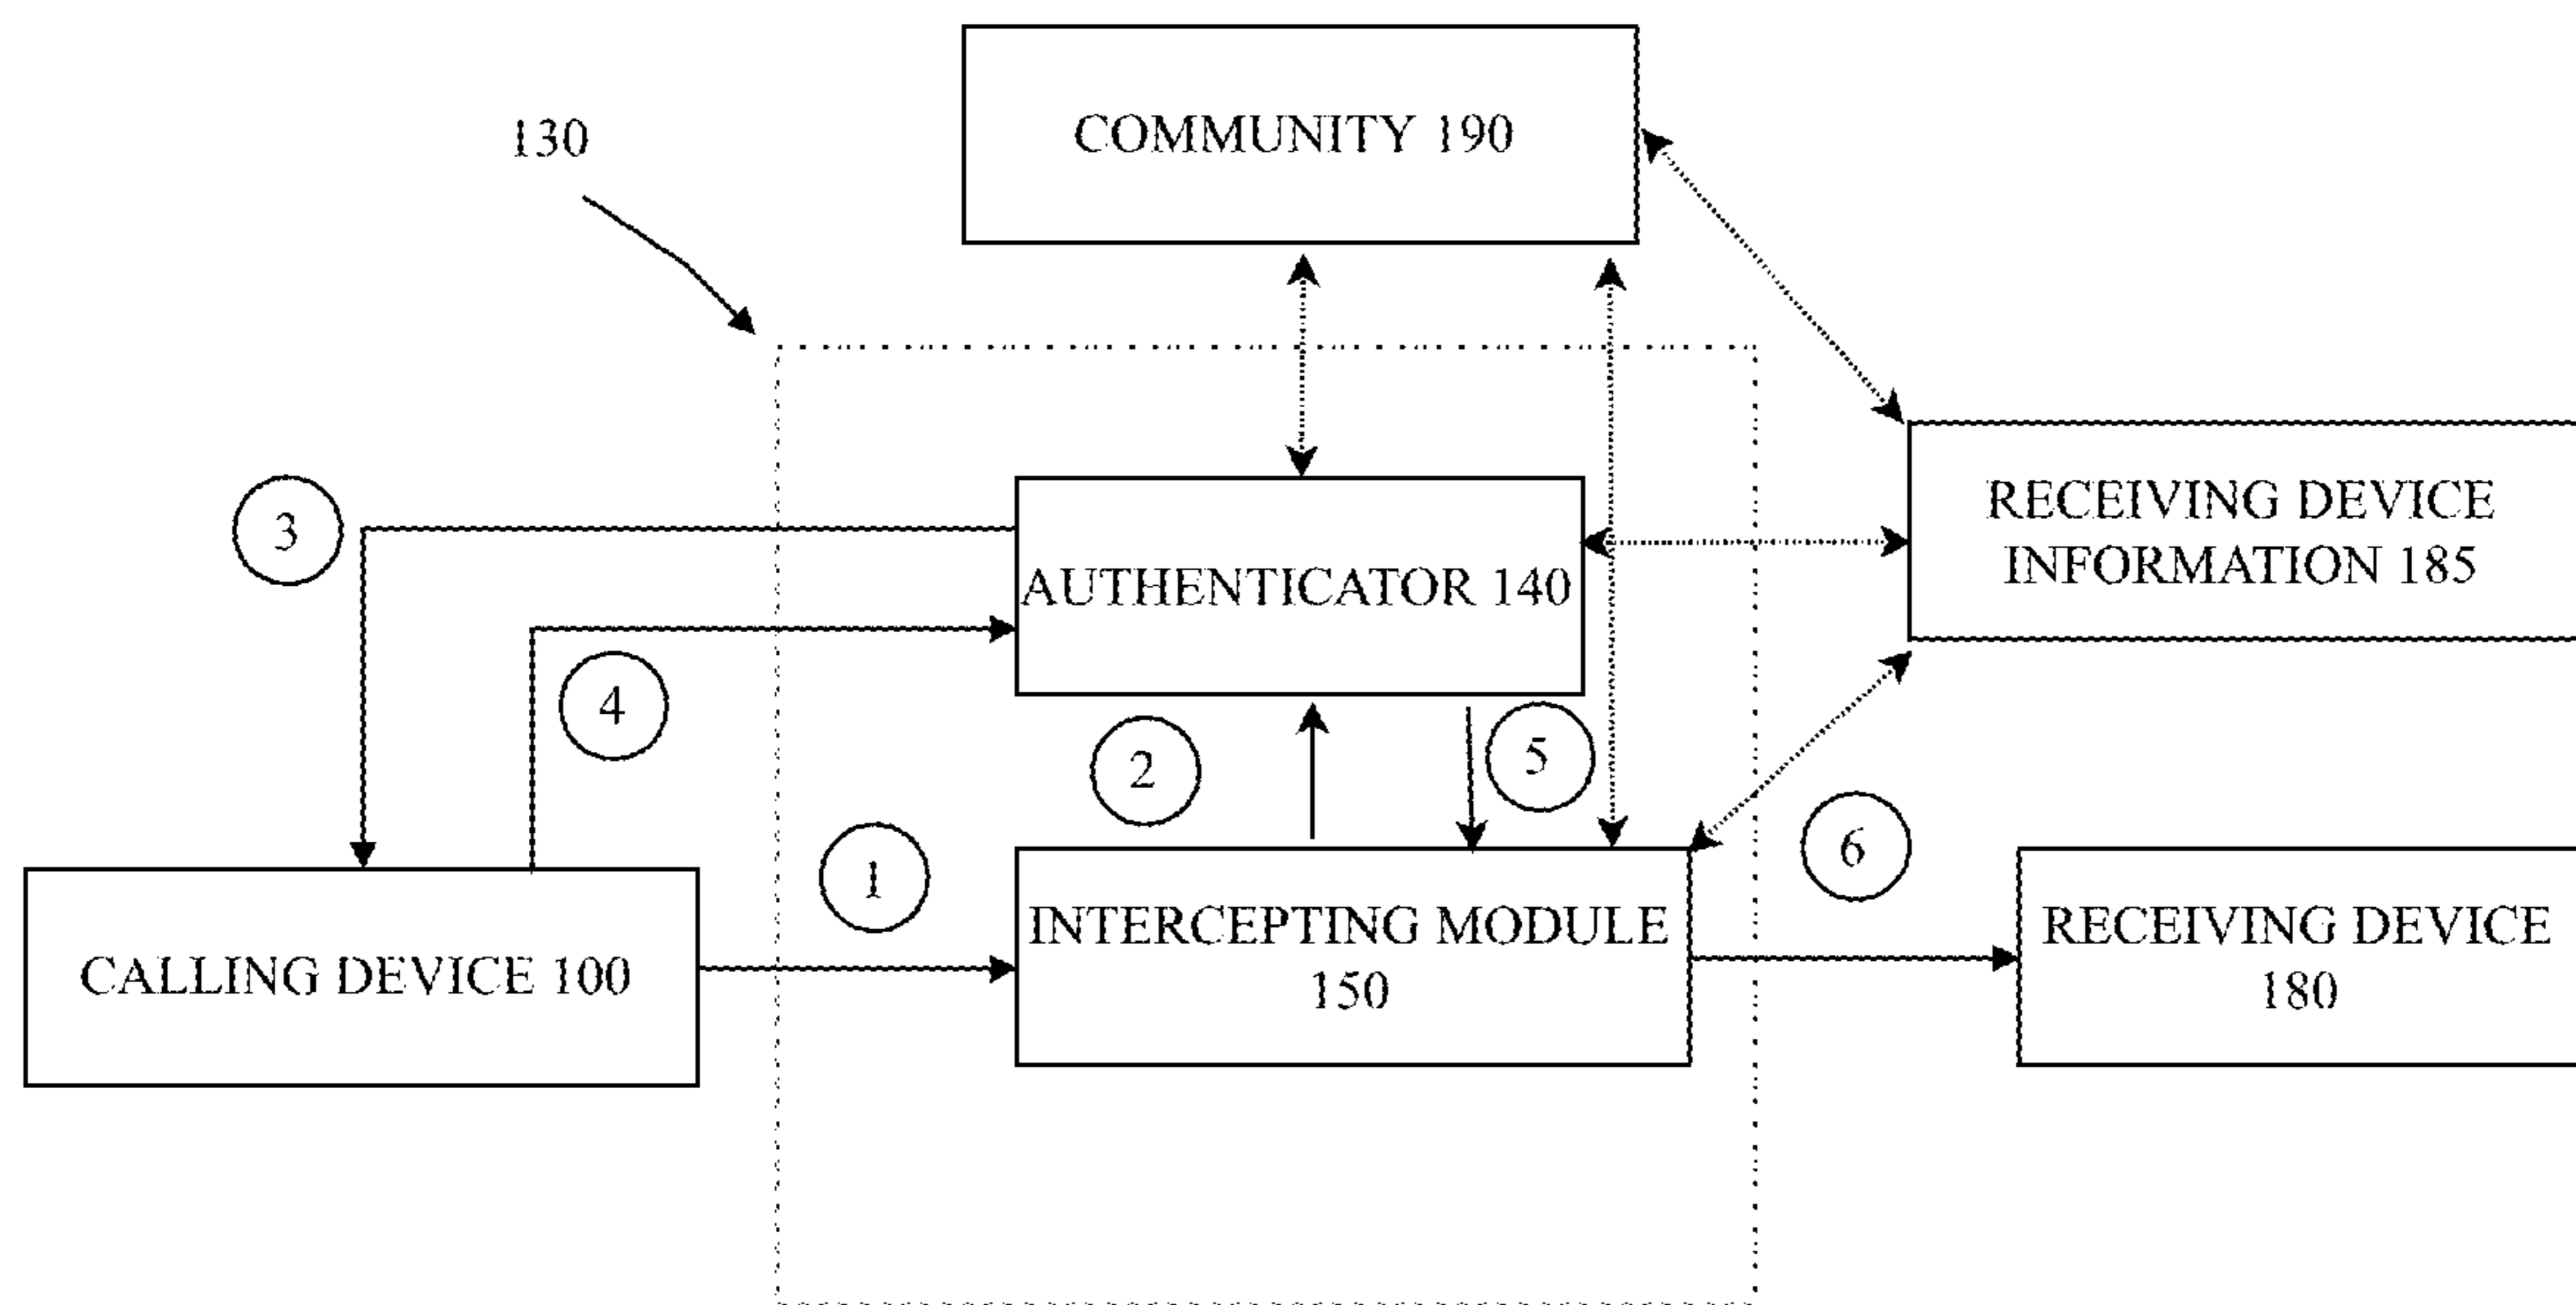 COMMUNITY 190
130
RECEIVING DEVICE
INFORMATION 185
3
AUTHENTICATOR 140
4
2
5
1
6
INTERCEPTING MODULE
150
RECEIVING DEVICE
180
CALLING DEVICE 100